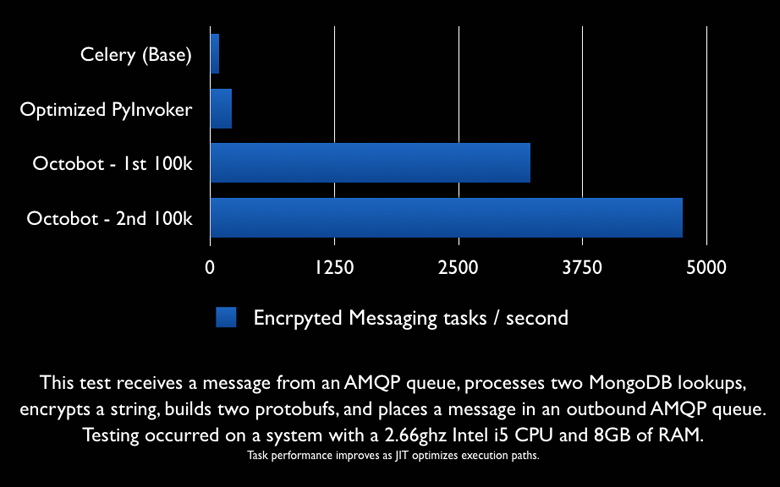 Celery (Base)
Optimized PyInvoker
Octobot - 1st 100k
Octobot - 2nd 100k
0 1250 2500 3750 5000
Encrpyted Messaging tasks / second
This test receives a message from an AMQP queue, processes two MongoDB lookups,
encrypts a string, builds two protobufs, and places a message in an outbound AMQP queue.
Testing occurred on a system with a 2.66ghz Intel i5 CPU and 8GB of RAM.
Task performance improves as JIT optimizes execution paths.